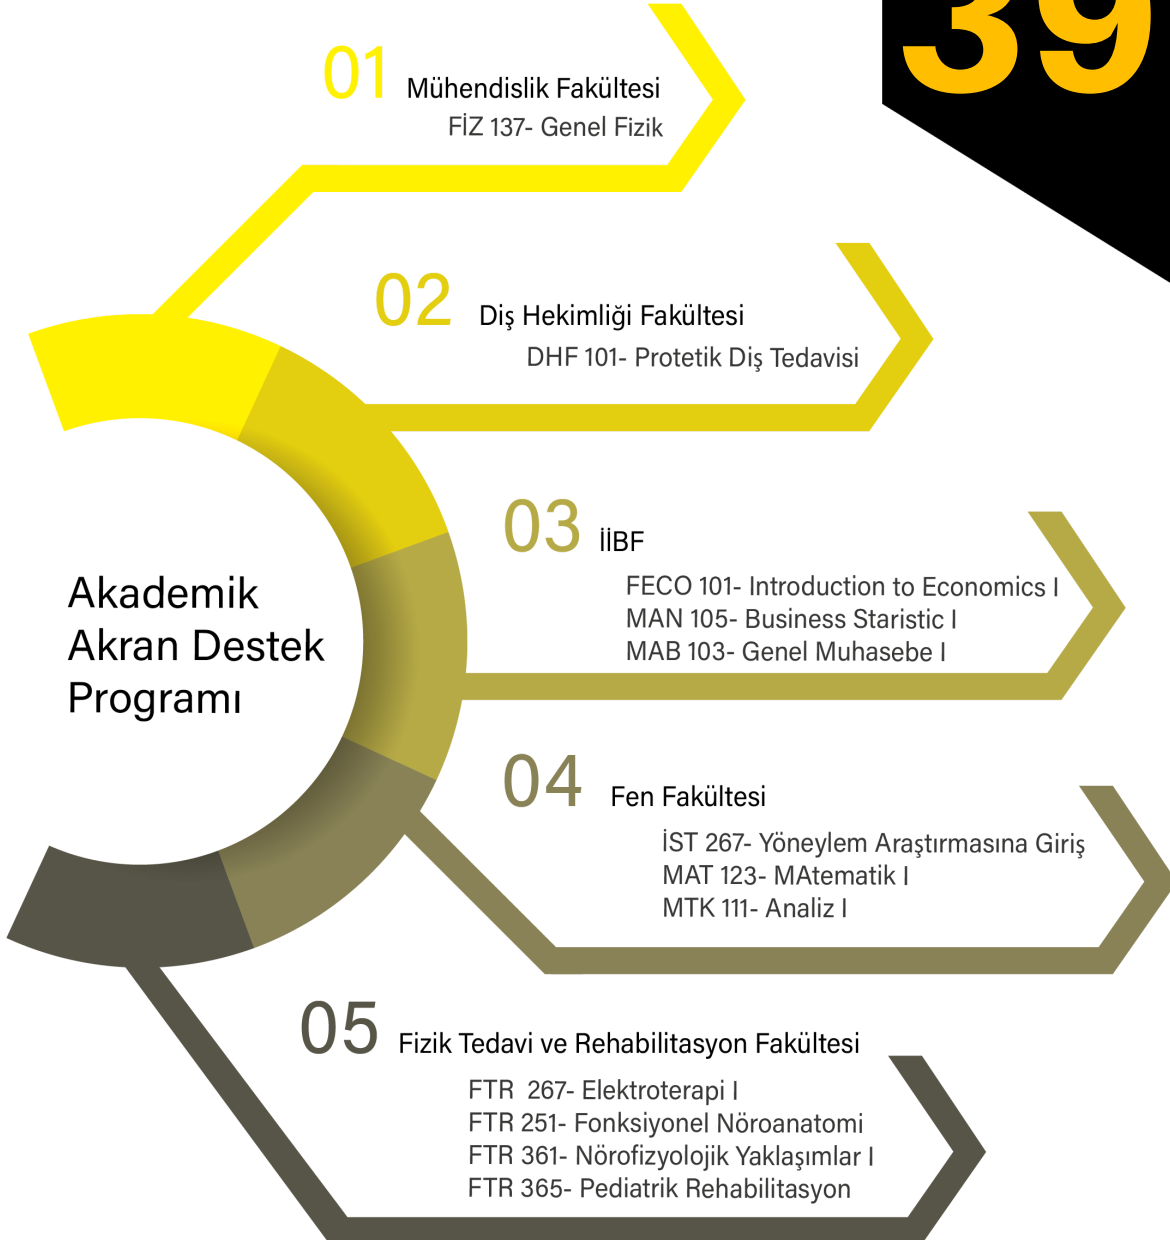 39
01 Mühendislik Fakültesi
FİZ 137- Genel Fizik
02 Diş Hekimliği Fakültesi
DHF 101- Protetik Diş Tedavisi
03 İİBF
FECO 101- Introduction to Economics I
MAN 105- Business Staristic I
MAB 103- Genel Muhasebe I
Akademik
Akran Destek
Programı
04 Fen Fakültesi
İST 267- Yöneylem Araştırmasına Giriş
MAT 123- MAtematik I
MTK 111- Analiz I
05 Fizik Tedavi ve Rehabilitasyon Fakültesi
FTR 267- Elektroterapi I
FTR 251- Fonksiyonel Nöroanatomi
FTR 361- Nörofizyolojik Yaklaşımlar I
FTR 365- Pediatrik Rehabilitasyon